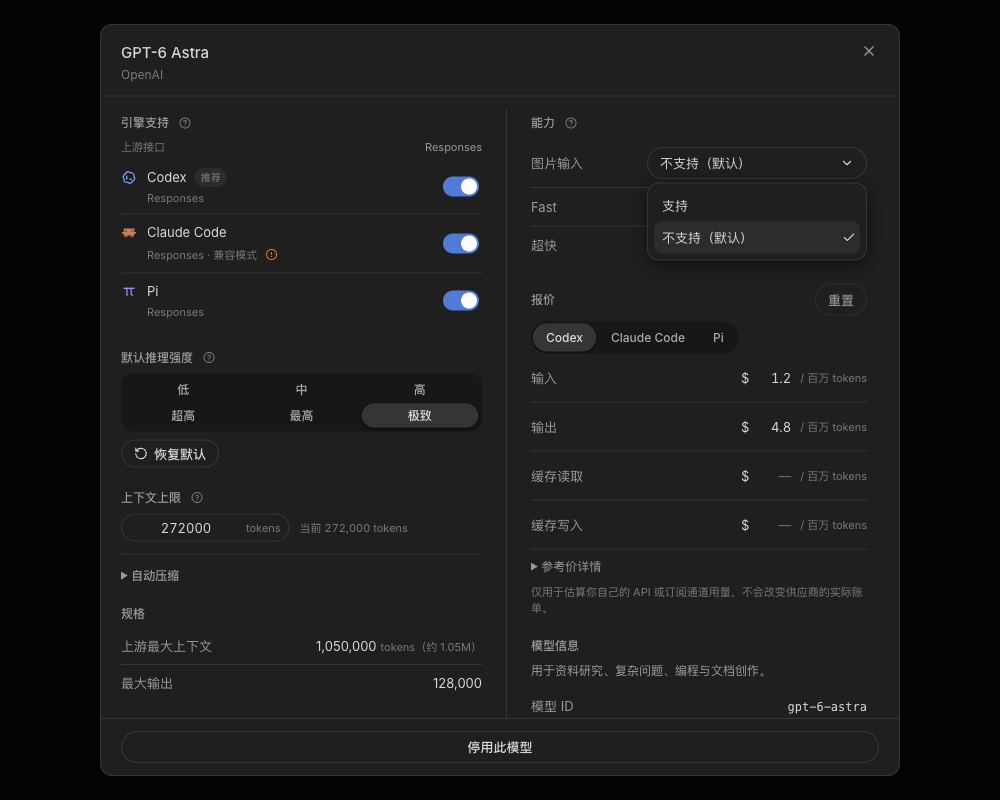 GPT-6 Astra
OpenAI
引擎支持
上游接口 Responses
Codex 推荐
Responses
Claude Code
Responses · 兼容模式
Pi
Responses
默认推理强度
低 中 高
超高 最高 极致
恢复默认
上下文上限
272000 tokens 当前 272,000 tokens
自动压缩
规格
上游最大上下文 1,050,000 tokens（约 1.05M）
最大输出 128,000
能力
图片输入 不支持（默认）
Fast
超快
支持
不支持（默认）
报价 重置
Codex Claude Code Pi
输入 $ 1.2 / 百万 tokens
输出 $ 4.8 / 百万 tokens
缓存读取 $ — / 百万 tokens
缓存写入 $ — / 百万 tokens
参考价详情
仅用于估算你自己的 API 或订阅通道用量，不会改变供应商的实际账
单。
模型信息
用于资料研究、复杂问题、编程与文档创作。
模型 ID gpt-6-astra
停用此模型